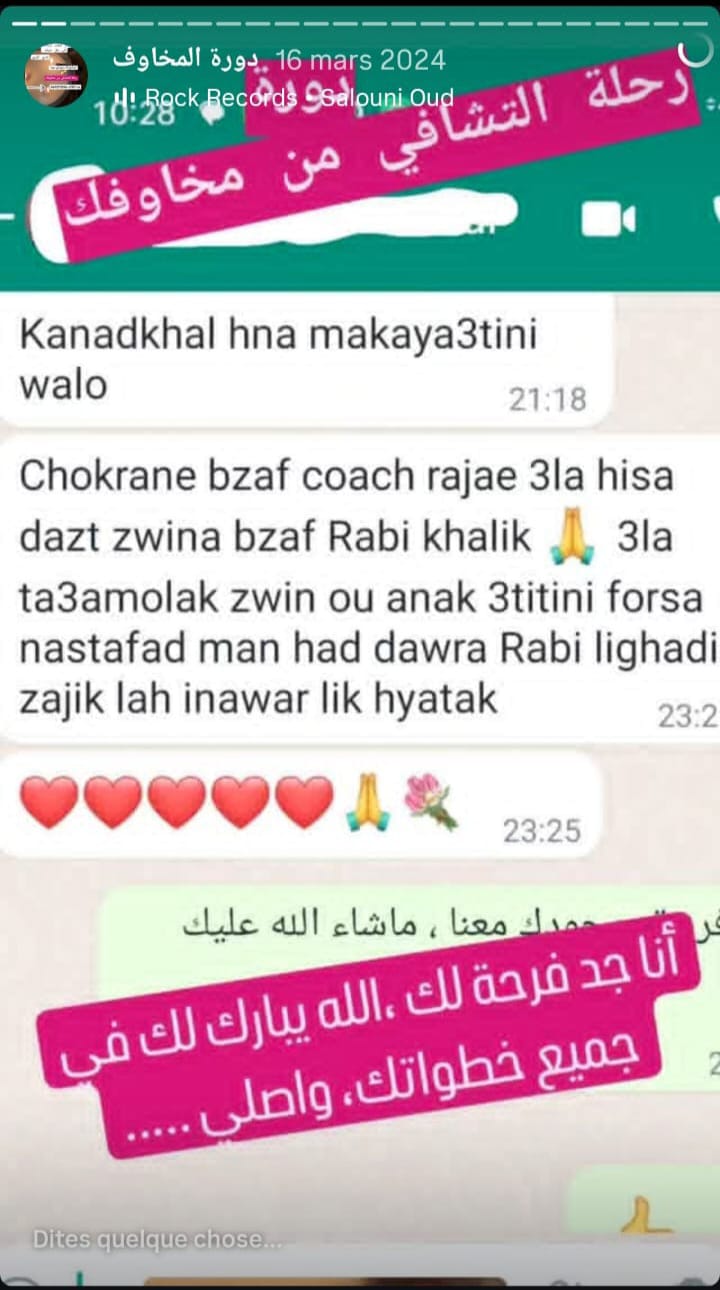 دورة المخاوف. 16 mars 2024
Rock Records · Salouni Oud
10:28
دورة
رحلة التشافي من مخاوفك
Kanadkhal hna makaya3tini
walo
21:18
Chokrane bzaf coach rajae 3la hisa
dazt zwina bzaf Rabi khalik 🙏 3la
ta3amolak zwin ou anak 3titini forsa
nastafad man had dawra Rabi lighadi
zajik lah inawar lik hyatak
23:2
❤️❤️❤️❤️❤️🙏💐
23:25
معنا ، ماشاء الله عليك
أنا جد فرحة لك ،الله يبارك لك في
جميع خطواتك، واصلي .....
Dites quelque chose...